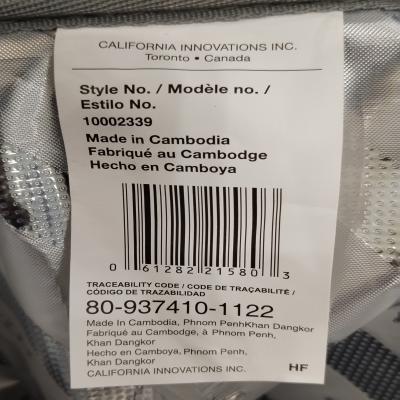 CALIFORNIA INNOVATIONS INC.
Toronto • Canada
Style No. / Modèle no. /
Estilo No.
10002339
Made in Cambodia
Fabriqué au Cambodge
Hecho en Camboya
0 61282 21580 3
TRACEABILITY CODE / CODE DE TRAÇABILITÉ /
CÓDIGO DE TRAZABILIDAD
80-937410-1122
Made In Cambodia, Phnom PenhKhan Dangkor
Fabriqué au Cambodge, à Phnom Penh,
Khan Dangkor
Hecho en Camboya, Phnom Penh,
Khan Dangkor
CALIFORNIA INNOVATIONS INC.
HF